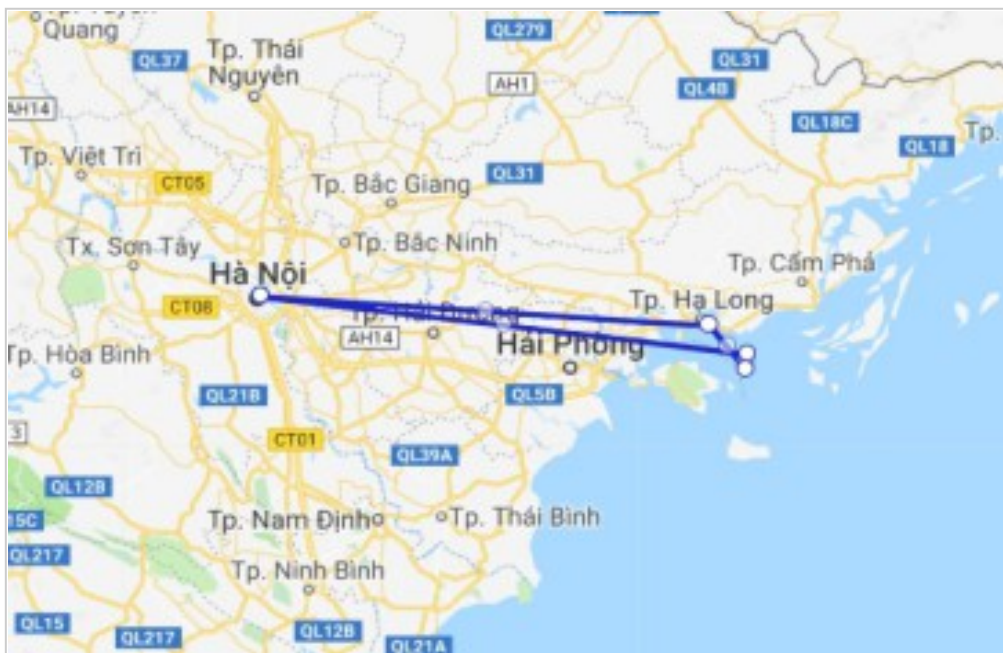 Quang
QL279
Tp. Thái
Nguyên
QL37
AH1
QL31
QL4B
AH14
QL18C
QL18
Tp.
Tp. Việt Trì
CT05
QL31
Tp. Bắc Giang
Tx. Sơn Tây
Tp. Bắc Ninh
Hà Nội
Tp. Cẩm Phả
CT08
Tp. Hạ Long
AH14
Hải Phòng
Tp. Hòa Bình
QL21B
QL5B
3
CT01
QL39A
QL12B
15C
Tp. Nam Định
Tp. Thái Bình
QL217
Tp. Ninh Bình
QL15
QL217
QL12B
QL21A